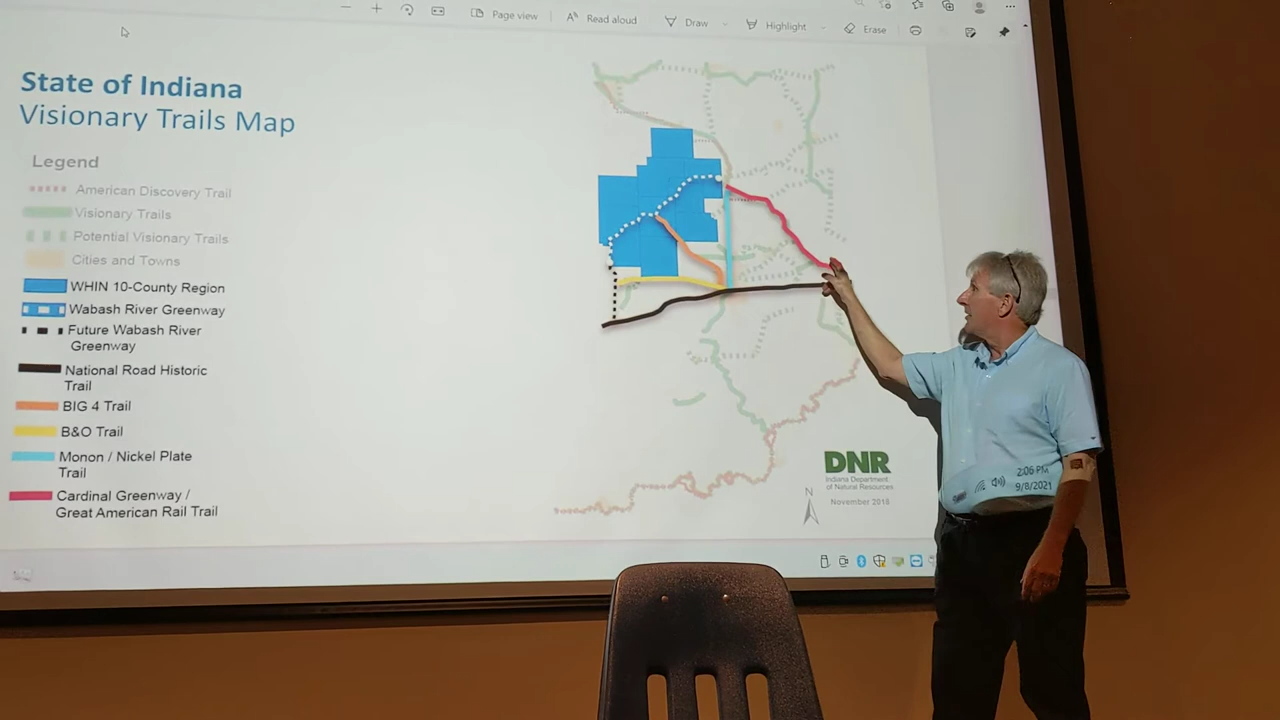 Page view
Read aloud
Draw
Highlight
Erase
State of Indiana
Visionary Trails Map
Legend
American Discovery Trail
Visionary Trails
Potential Visionary Trails
Cities and Towns
WHIN 10-County Region
Wabash River Greenway
Future Wabash River
Greenway
National Road Historic
Trail
BIG 4 Trail
B&O Trail
Monon / Nickel Plate
Trail
Cardinal Greenway /
Great American Rail Trail
DNR
Indiana Department
of Natural Resources
N
November 2018
2:06 PM
9/8/2021